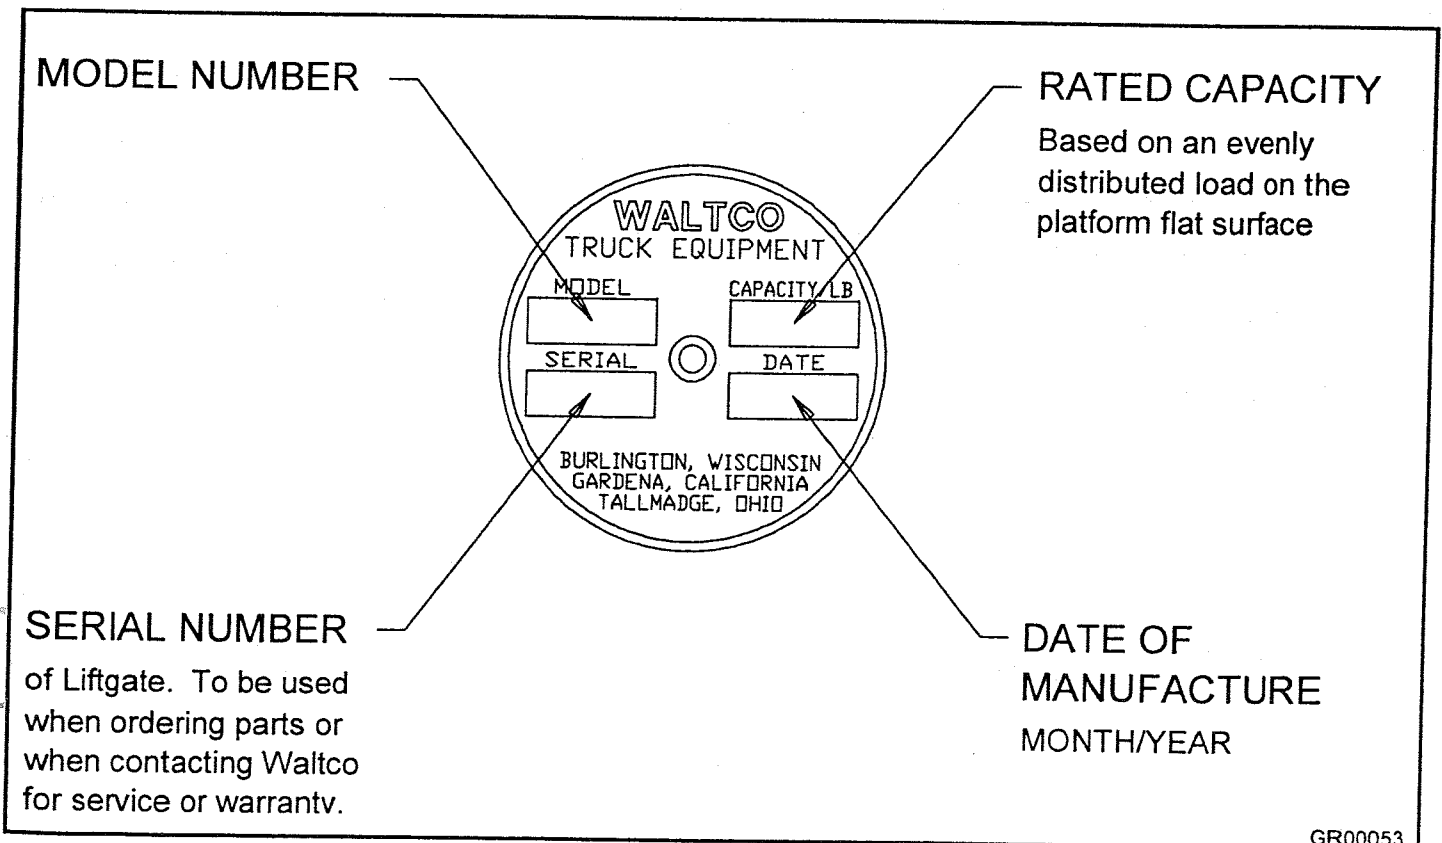 MODEL NUMBER
RATED CAPACITY
Based on an evenly
distributed load on the
platform flat surface
WALTCO
TRUCK EQUIPMENT
MODEL
CAPACITY/LB
SERIAL
DATE
BURLINGTON, WISCONSIN
GARDENA, CALIFORNIA
TALLMADGE, OHIO
SERIAL NUMBER
of Liftgate. To be used
when ordering parts or
when contacting Waltco
for service or warranty.
DATE OF
MANUFACTURE
MONTH/YEAR
GR00053